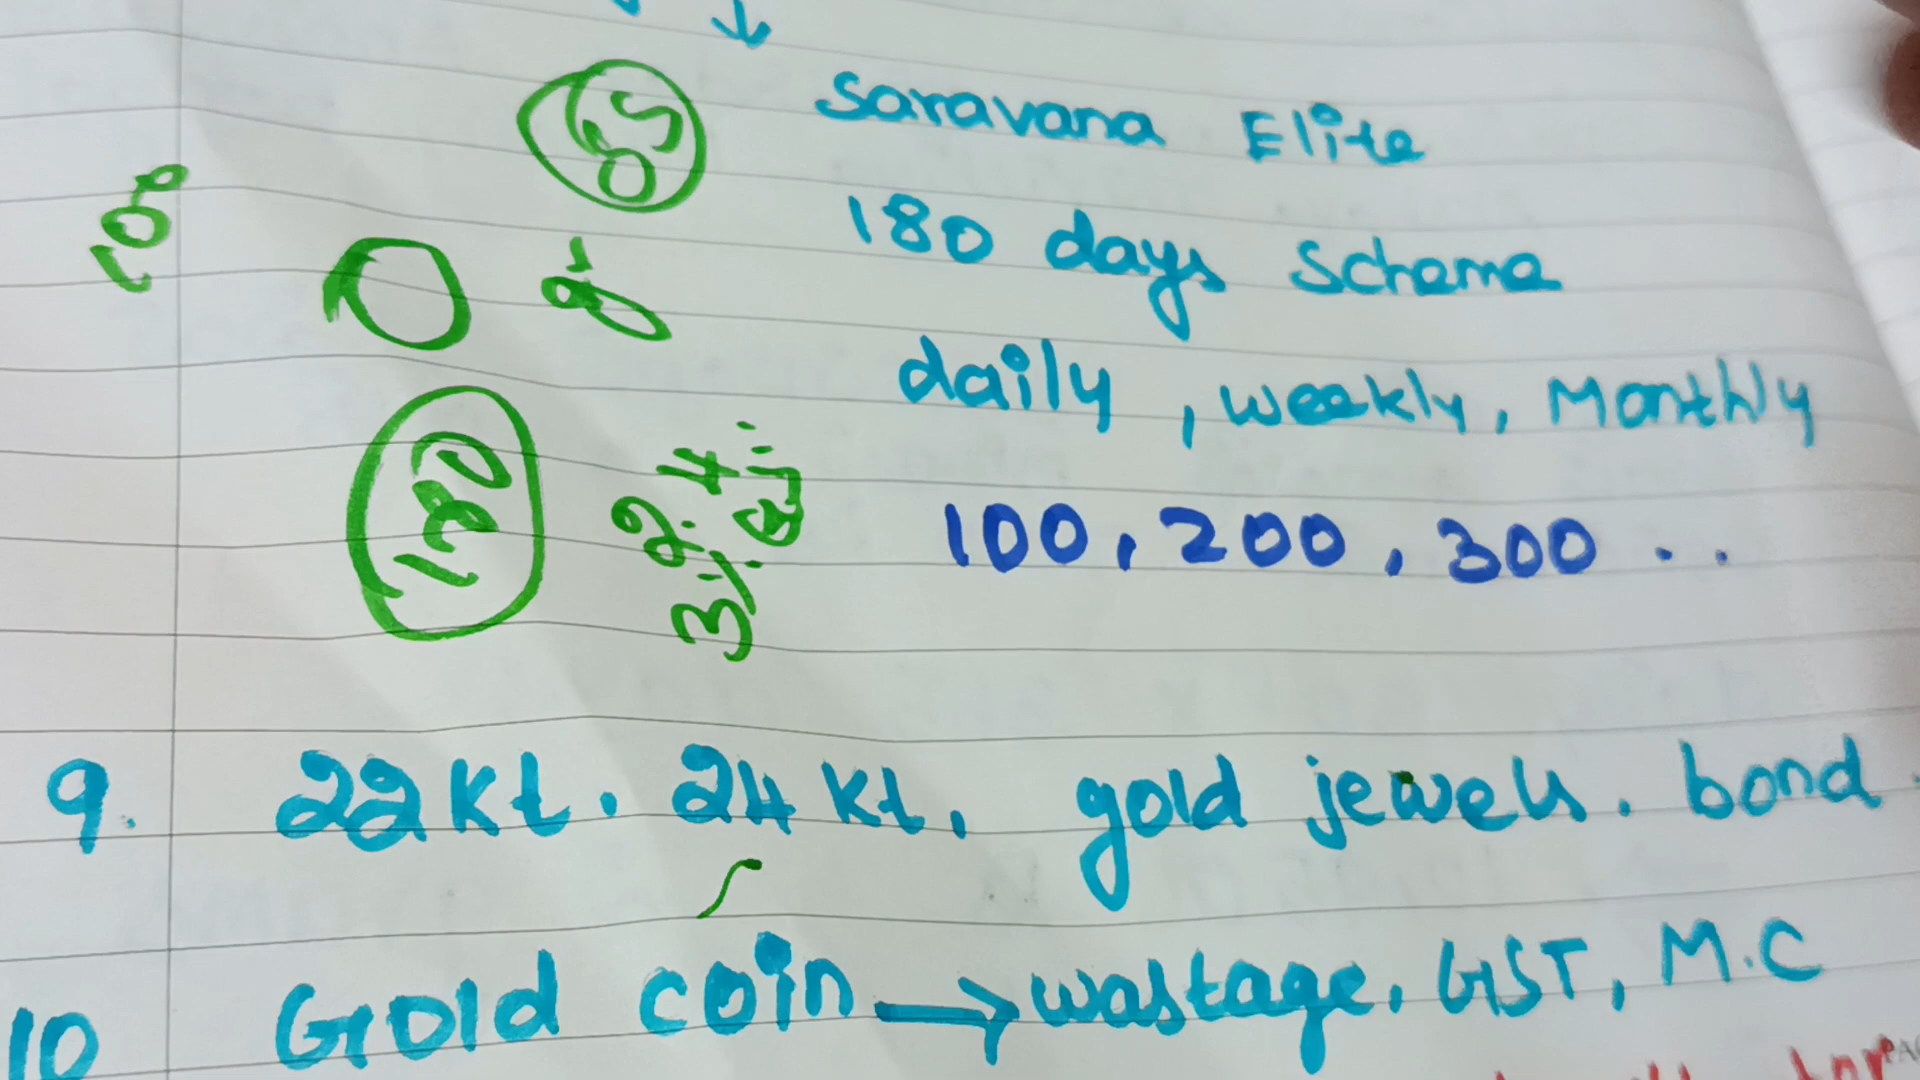 Saravana Elite
180 days Scheme
daily, weekly, Monthly
180
100, 200, 300 ..
9. 22kt. 24kt, gold jewels. bond
10 Gold coin → wastage, GST, M.C